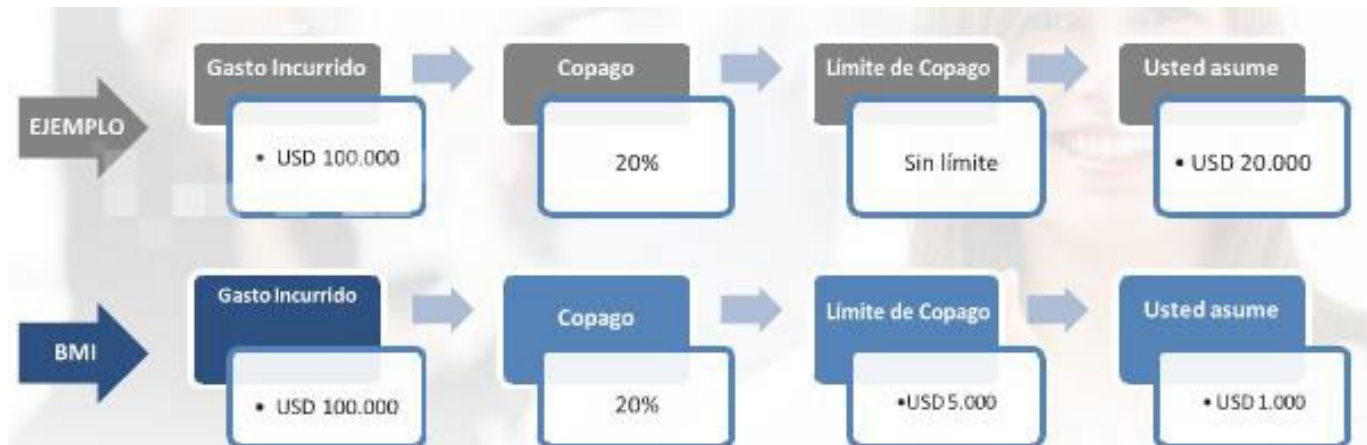 EJEMPLO
Gasto Incurrido
• USD 100.000
Copago
20%
Límite de Copago
Sin límite
Usted asume
• USD 20.000
BMI
Gasto Incurrido
• USD 100.000
Copago
20%
Límite de Copago
•USD 5.000
Usted asume
• USD 1.000